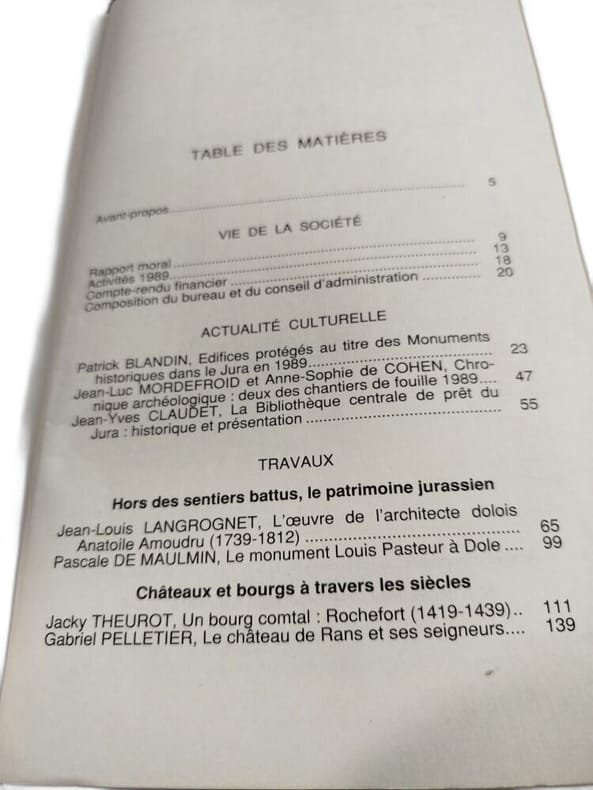 TABLE DES MATIÈRES
Avant-propos........ 5
VIE DE LA SOCIÉTÉ
Rapport moral........ 9
Activités 1989........ 13
Compte-rendu financier........ 18
Composition du bureau et du conseil d'administration........ 20
ACTUALITÉ CULTURELLE
Patrick BLANDIN, Edifices protégés au titre des Monuments
historiques dans le Jura en 1989........ 23
Jean-Luc MORDEFROID et Anne-Sophie de COHEN, Chro-
nique archéologique : deux des chantiers de fouille 1989.... 47
Jean-Yves CLAUDET, La Bibliothèque centrale de prêt du
Jura : historique et présentation........ 55
TRAVAUX
Hors des sentiers battus, le patrimoine jurassien
Jean-Louis LANGROGNET, L'œuvre de l'architecte dolois
Anatoile Amoudru (1739-1812)........ 65
Pascale DE MAULMIN, Le monument Louis Pasteur à Dole.... 99
Châteaux et bourgs à travers les siècles
Jacky THEUROT, Un bourg comtal : Rochefort (1419-1439).. 111
Gabriel PELLETIER, Le château de Rans et ses seigneurs.... 139